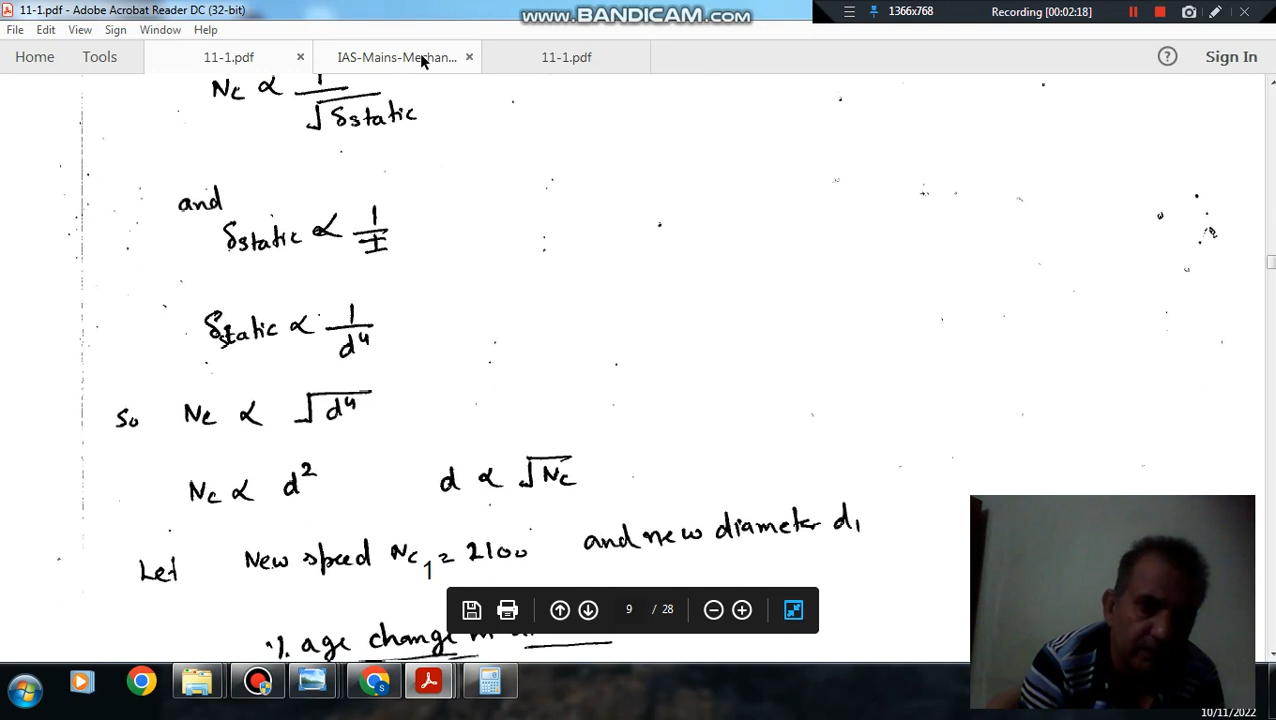 11-1.pdf - Adobe Acrobat Reader DC (32-bit)
www.BANDICAM.com
1366x768
Recording [00:02:18]
File Edit View Sign Window Help
Home Tools 11-1.pdf × IAS-Mains-Mechan... × 11-1.pdf ? Sign In
Nc ∝ 1/√δstatic
and
δstatic ∝ 1/I
δstatic ∝ 1/d⁴
So Nc ∝ √d⁴
Nc ∝ d² d ∝ √Nc
Let New speed Nc₁ = 2100 and new diameter d₁
9 / 28
% age change in
10/11/2022